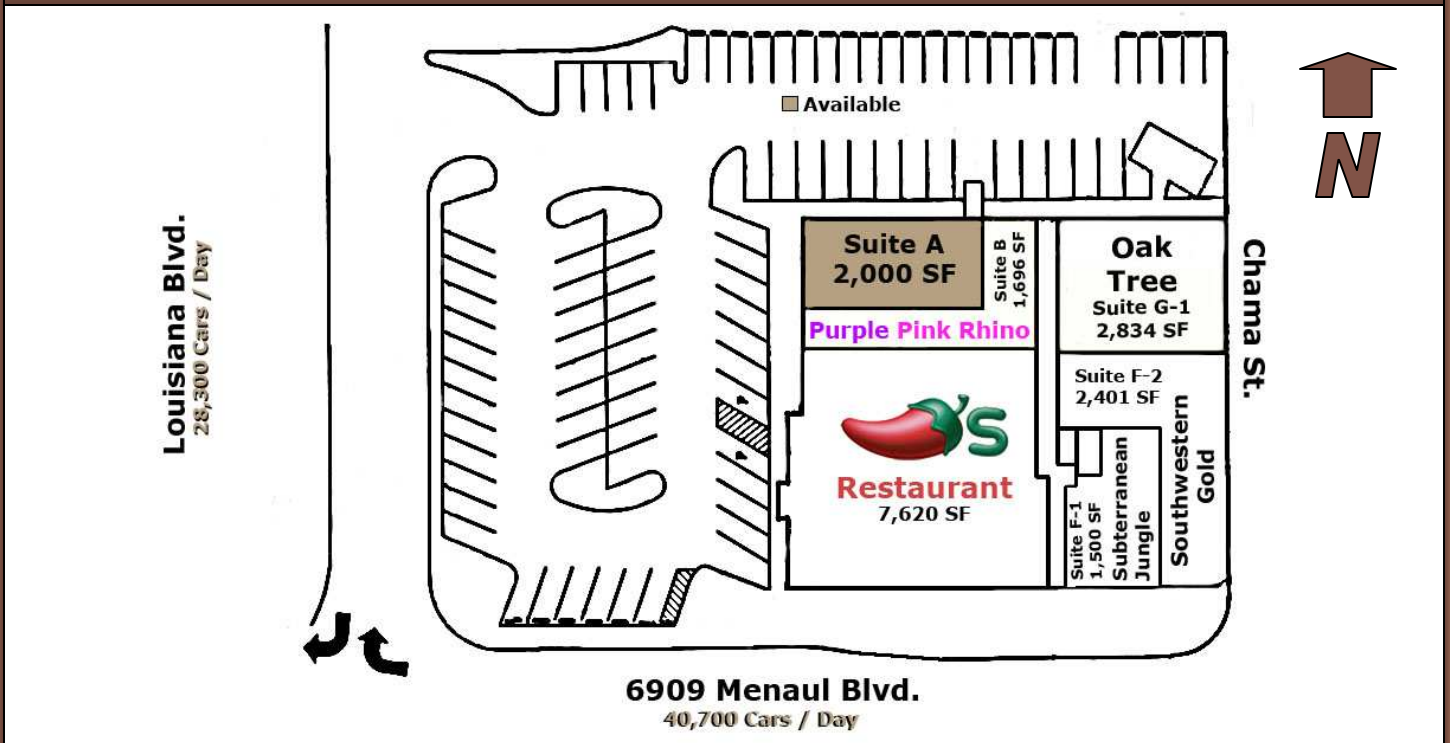 Available
N
Louisiana Blvd.
28,300 Cars / Day
Suite A
2,000 SF
Suite B
1,696 SF
Purple Pink Rhino
Oak
Tree
Suite G-1
2,834 SF
Chama St.
Suite F-2
2,401 SF
Southwestern
Gold
'S
Restaurant
7,620 SF
Suite F-1
1,500 SF
Subterranean
Jungle
6909 Menaul Blvd.
40,700 Cars / Day